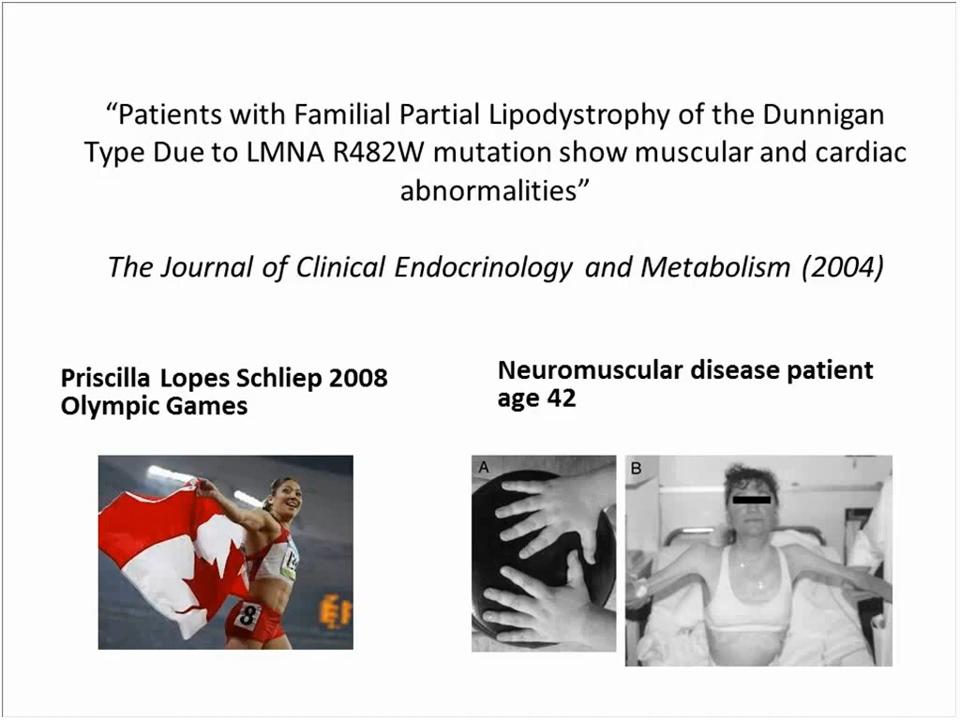 “Patients with Familial Partial Lipodystrophy of the Dunnigan
Type Due to LMNA R482W mutation show muscular and cardiac
abnormalities”
The Journal of Clinical Endocrinology and Metabolism (2004)
Priscilla Lopes Schliep 2008
Olympic Games
Neuromuscular disease patient
age 42
A
B
8